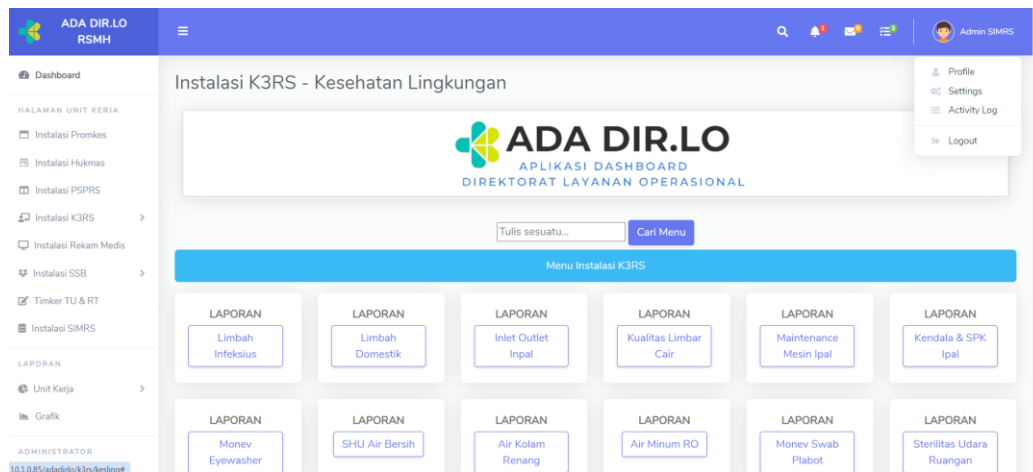 ADA DIR.LO
RSMH
1
9
3
Admin SIMRS
Profile
Settings
Activity Log
Logout
Dashboard
HALAMAN UNIT KERJA
Instalasi Promkes
Instalasi Hukmas
Instalasi PSPRS
Instalasi K3RS
Instalasi Rekam Medis
Instalasi SSB
Timker TU & RT
Instalasi SIMRS
LAPORAN
Unit Kerja
Grafik
ADMINISTRATOR
10.1.0.85/adadirlo/k3rs/kesling#
Instalasi K3RS - Kesehatan Lingkungan
ADA DIR.LO
APLIKASI DASHBOARD
DIREKTORAT LAYANAN OPERASIONAL
Tulis sesuatu...
Cari Menu
Menu Instalasi K3RS
LAPORAN
Limbah
Infeksius
LAPORAN
Limbah
Domestik
LAPORAN
Inlet Outlet
Inpal
LAPORAN
Kualitas Limbar
Cair
LAPORAN
Maintenance
Mesin Ipal
LAPORAN
Kendala & SPK
Ipal
LAPORAN
Monev
Eyewasher
LAPORAN
SHU Air Bersih
LAPORAN
Air Kolam
Renang
LAPORAN
Air Minum RO
LAPORAN
Monev Swab
Plabot
LAPORAN
Sterilitas Udara
Ruangan